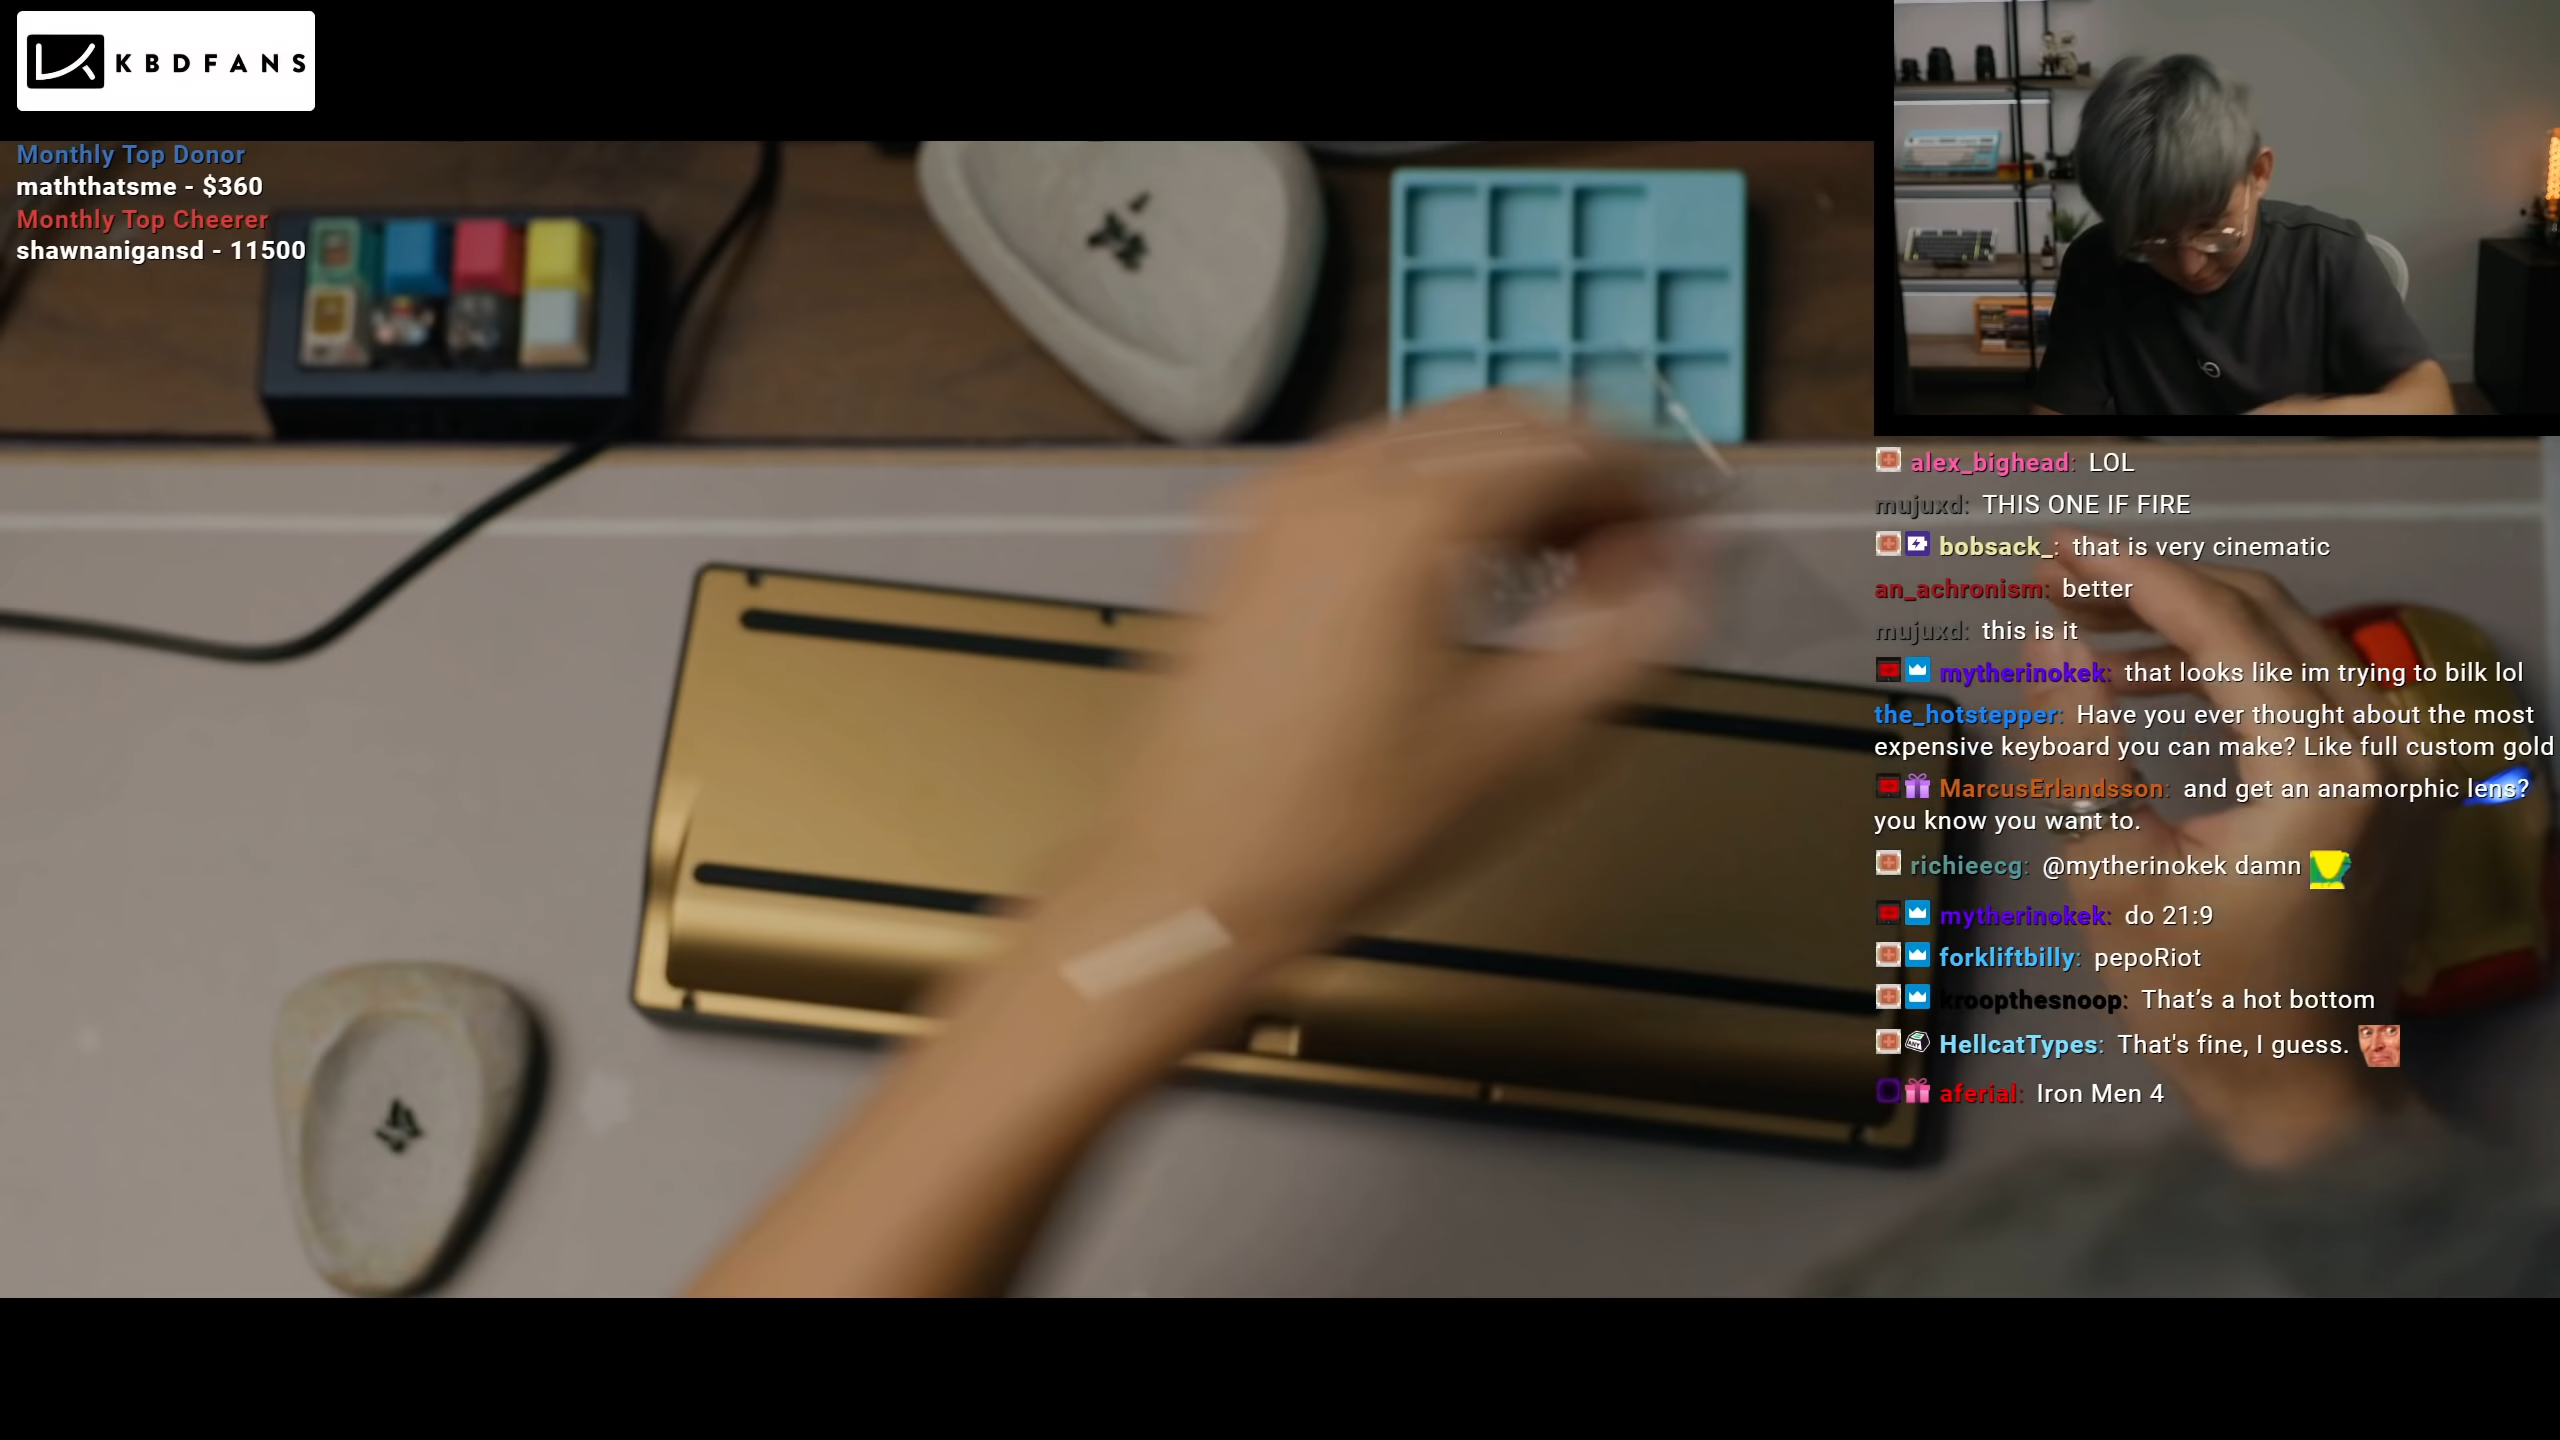 KBDFANS
Monthly Top Donor
maththatsme - $360
Monthly Top Cheerer
shawnanigansd - 11500
alex_bighead: LOL
mujuxd: THIS ONE IF FIRE
bobsack_: that is very cinematic
an_achronism: better
mujuxd: this is it
mytherinokek: that looks like im trying to bilk lol
the_hotstepper: Have you ever thought about the most
expensive keyboard you can make? Like full custom gold
MarcusErlandsson: and get an anamorphic lens?
you know you want to.
richieecg: @mytherinokek damn
mytherinokek: do 21:9
forkliftbilly: pepoRiot
kroopthesnoop: That's a hot bottom
HellcatTypes: That's fine, I guess.
aferial: Iron Men 4